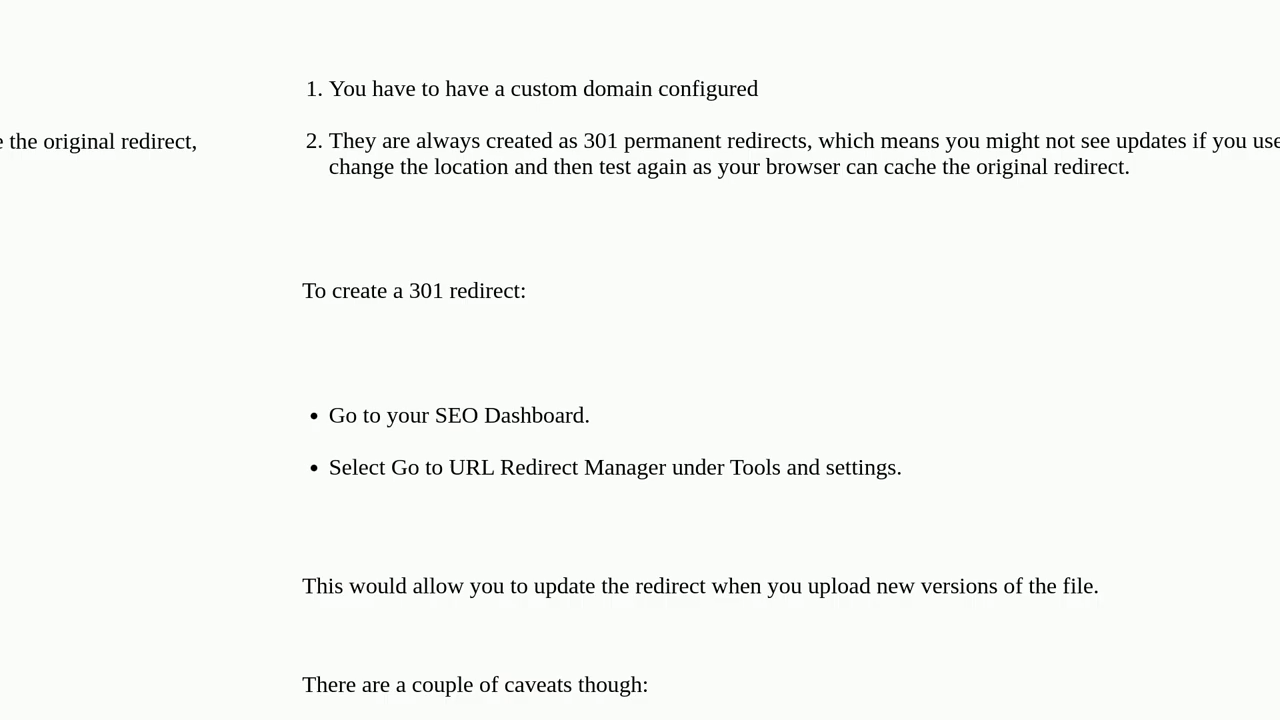 1. You have to have a custom domain configured
e the original redirect,
2. They are always created as 301 permanent redirects, which means you might not see updates if you use
change the location and then test again as your browser can cache the original redirect.
To create a 301 redirect:
• Go to your SEO Dashboard.
• Select Go to URL Redirect Manager under Tools and settings.
This would allow you to update the redirect when you upload new versions of the file.
There are a couple of caveats though: